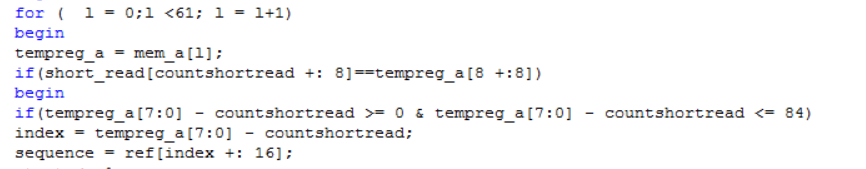 for (  l = 0;l <61; l = l+1)
begin
tempreg_a = mem_a[l];
if(short_read[countshortread +: 8]==tempreg_a[8 +:8])
begin
if(tempreg_a[7:0] - countshortread >= 0 & tempreg_a[7:0] - countshortread <= 84)
index = tempreg_a[7:0] - countshortread;
sequence = ref[index +: 16];